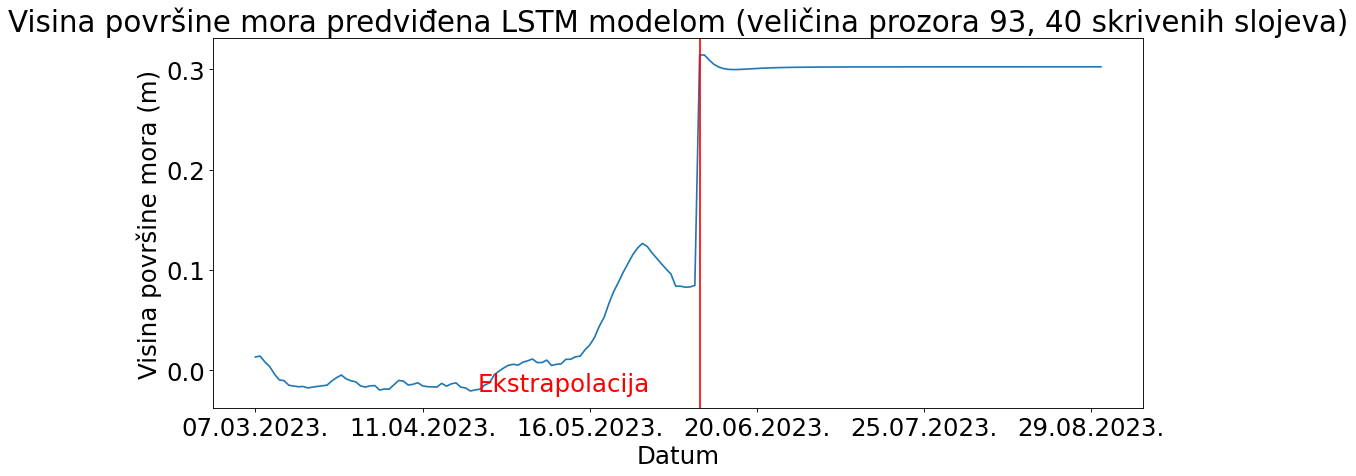 Visina površine mora predviđena LSTM modelom (veličina prozora 93, 40 skrivenih slojeva)
Visina površine mora (m)
0.3
0.2
0.1
0.0
Ekstrapolacija
07.03.2023. 11.04.2023. 16.05.2023. 20.06.2023. 25.07.2023. 29.08.2023.
Datum